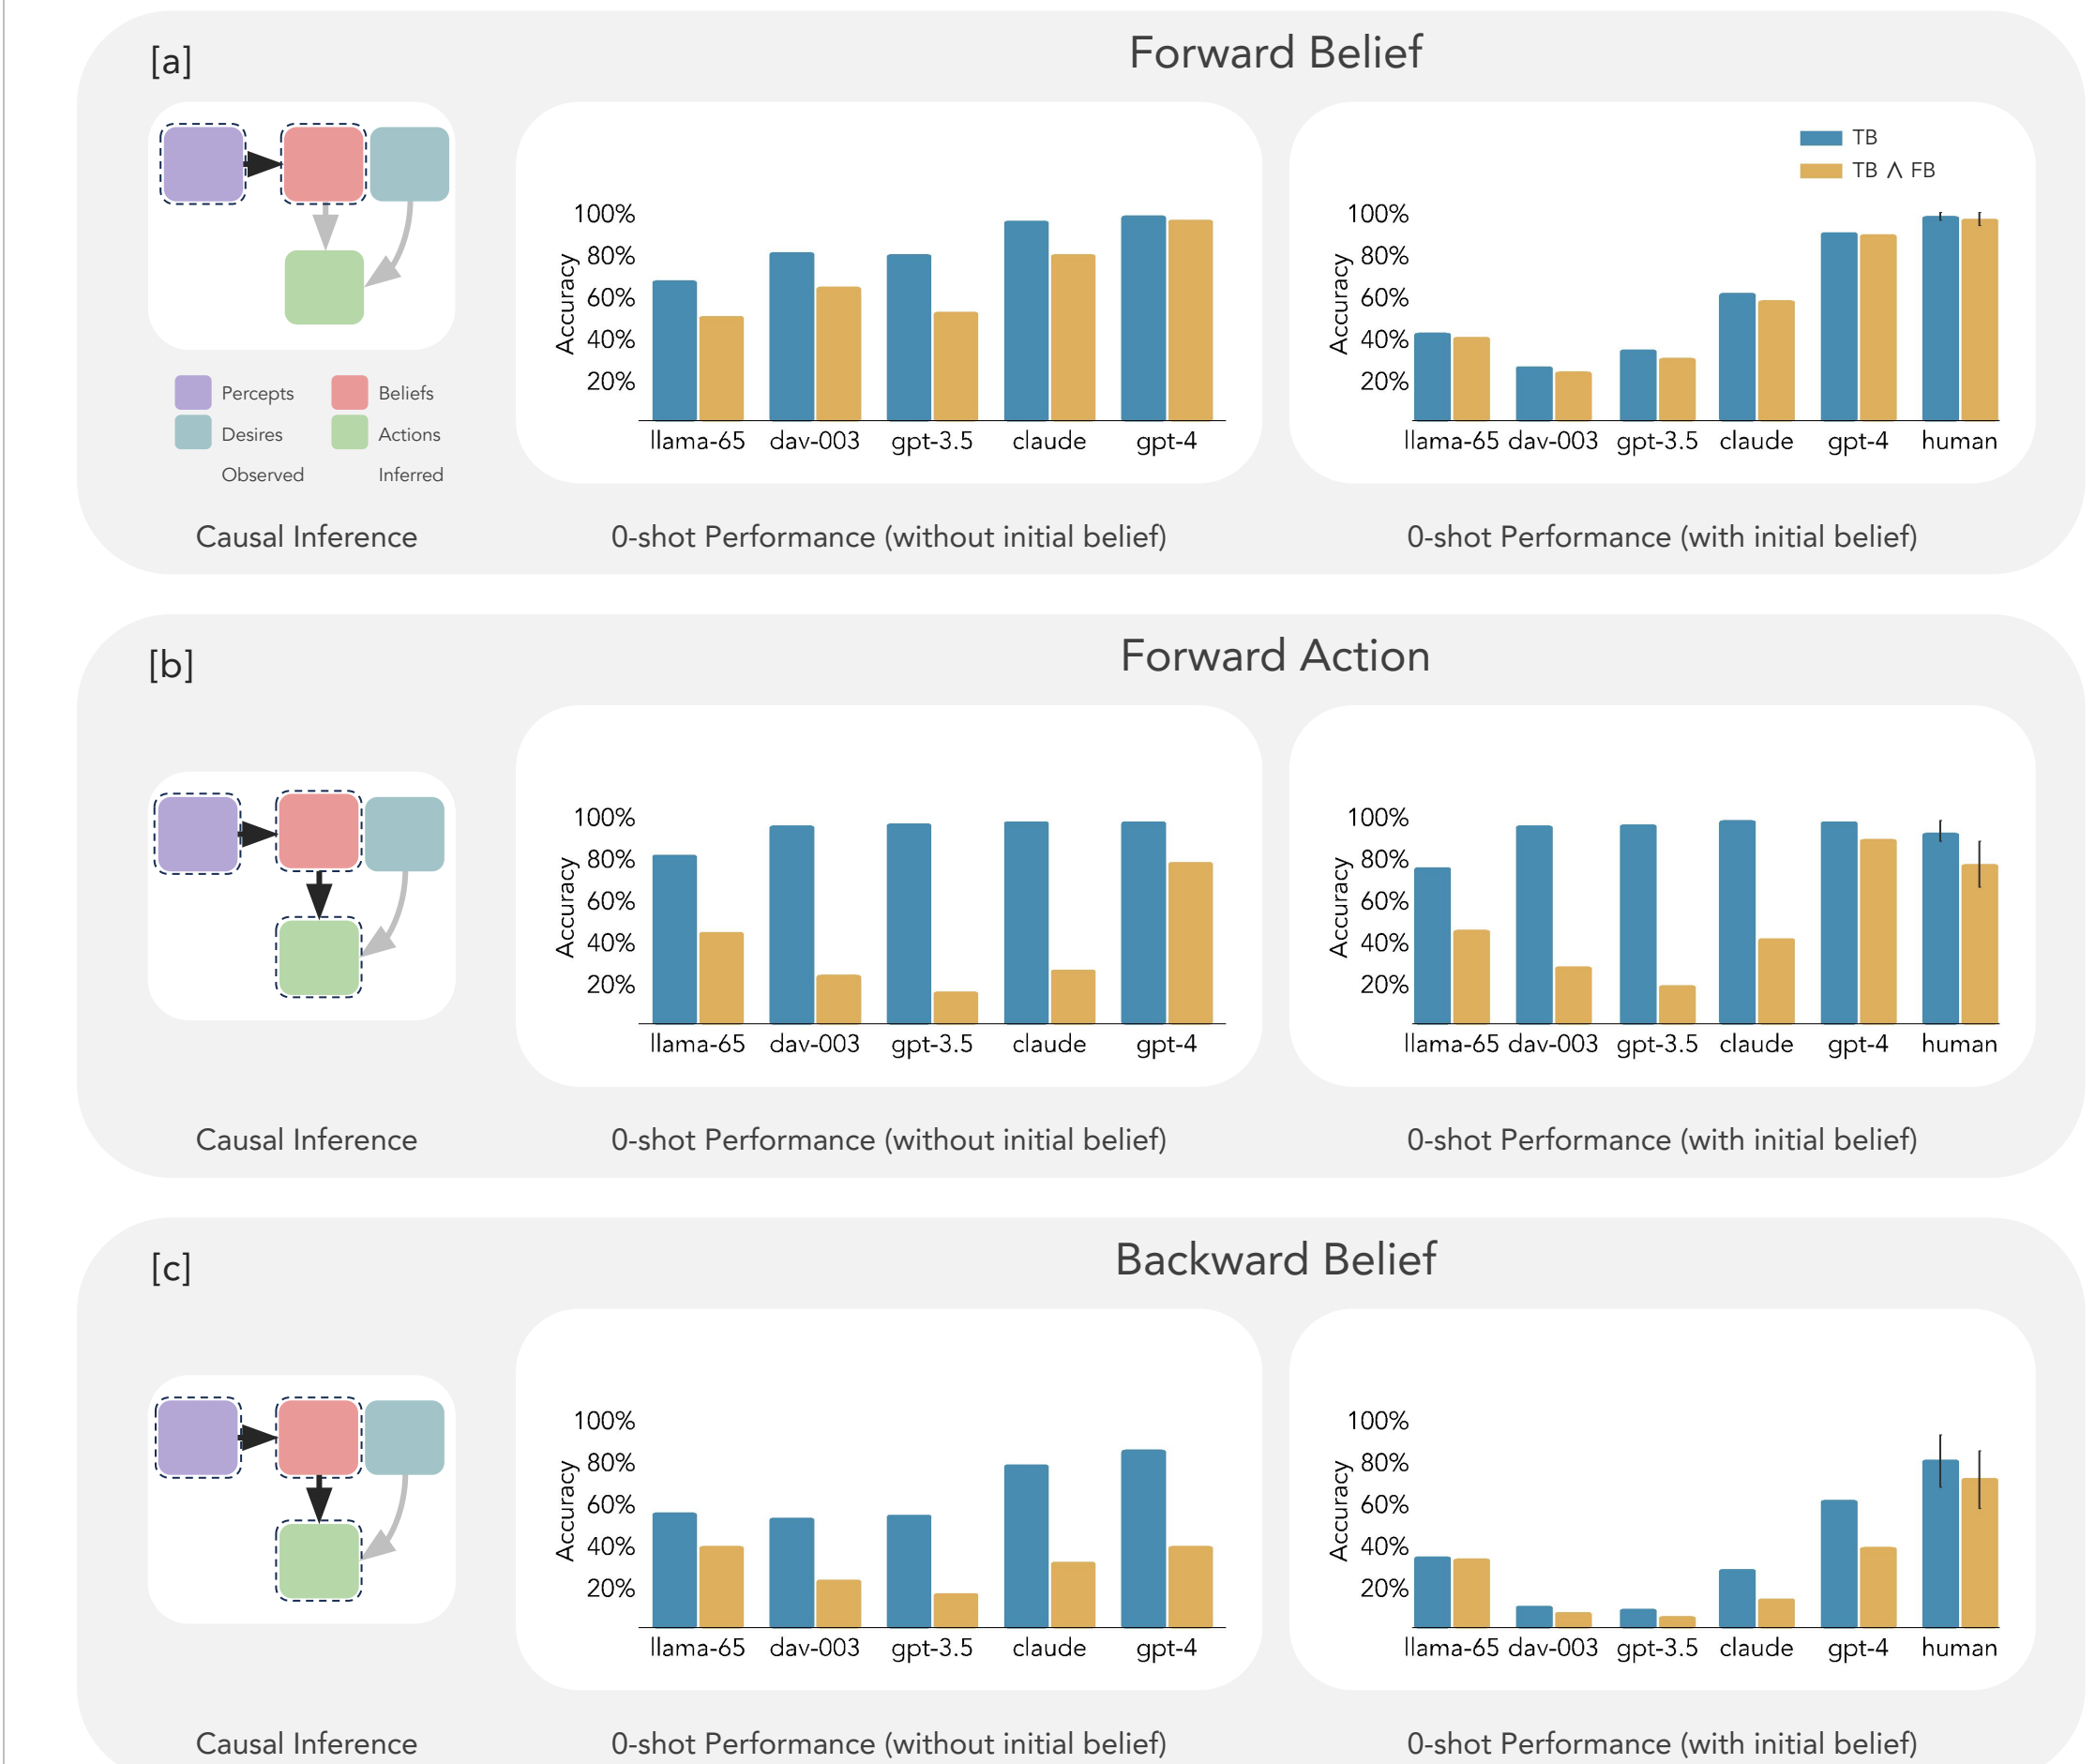 [a]
Forward Belief
Percepts
Beliefs
Desires
Actions
Observed
Inferred
Accuracy
100%
80%
60%
40%
20%
llama-65 dav-003 gpt-3.5 claude gpt-4
TB
TB ∧ FB
Accuracy
100%
80%
60%
40%
20%
llama-65 dav-003 gpt-3.5 claude gpt-4 human
Causal Inference
0-shot Performance (without initial belief)
0-shot Performance (with initial belief)
[b]
Forward Action
Accuracy
100%
80%
60%
40%
20%
llama-65 dav-003 gpt-3.5 claude gpt-4
Accuracy
100%
80%
60%
40%
20%
llama-65 dav-003 gpt-3.5 claude gpt-4 human
Causal Inference
0-shot Performance (without initial belief)
0-shot Performance (with initial belief)
[c]
Backward Belief
Accuracy
100%
80%
60%
40%
20%
llama-65 dav-003 gpt-3.5 claude gpt-4
Accuracy
100%
80%
60%
40%
20%
llama-65 dav-003 gpt-3.5 claude gpt-4 human
Causal Inference
0-shot Performance (without initial belief)
0-shot Performance (with initial belief)